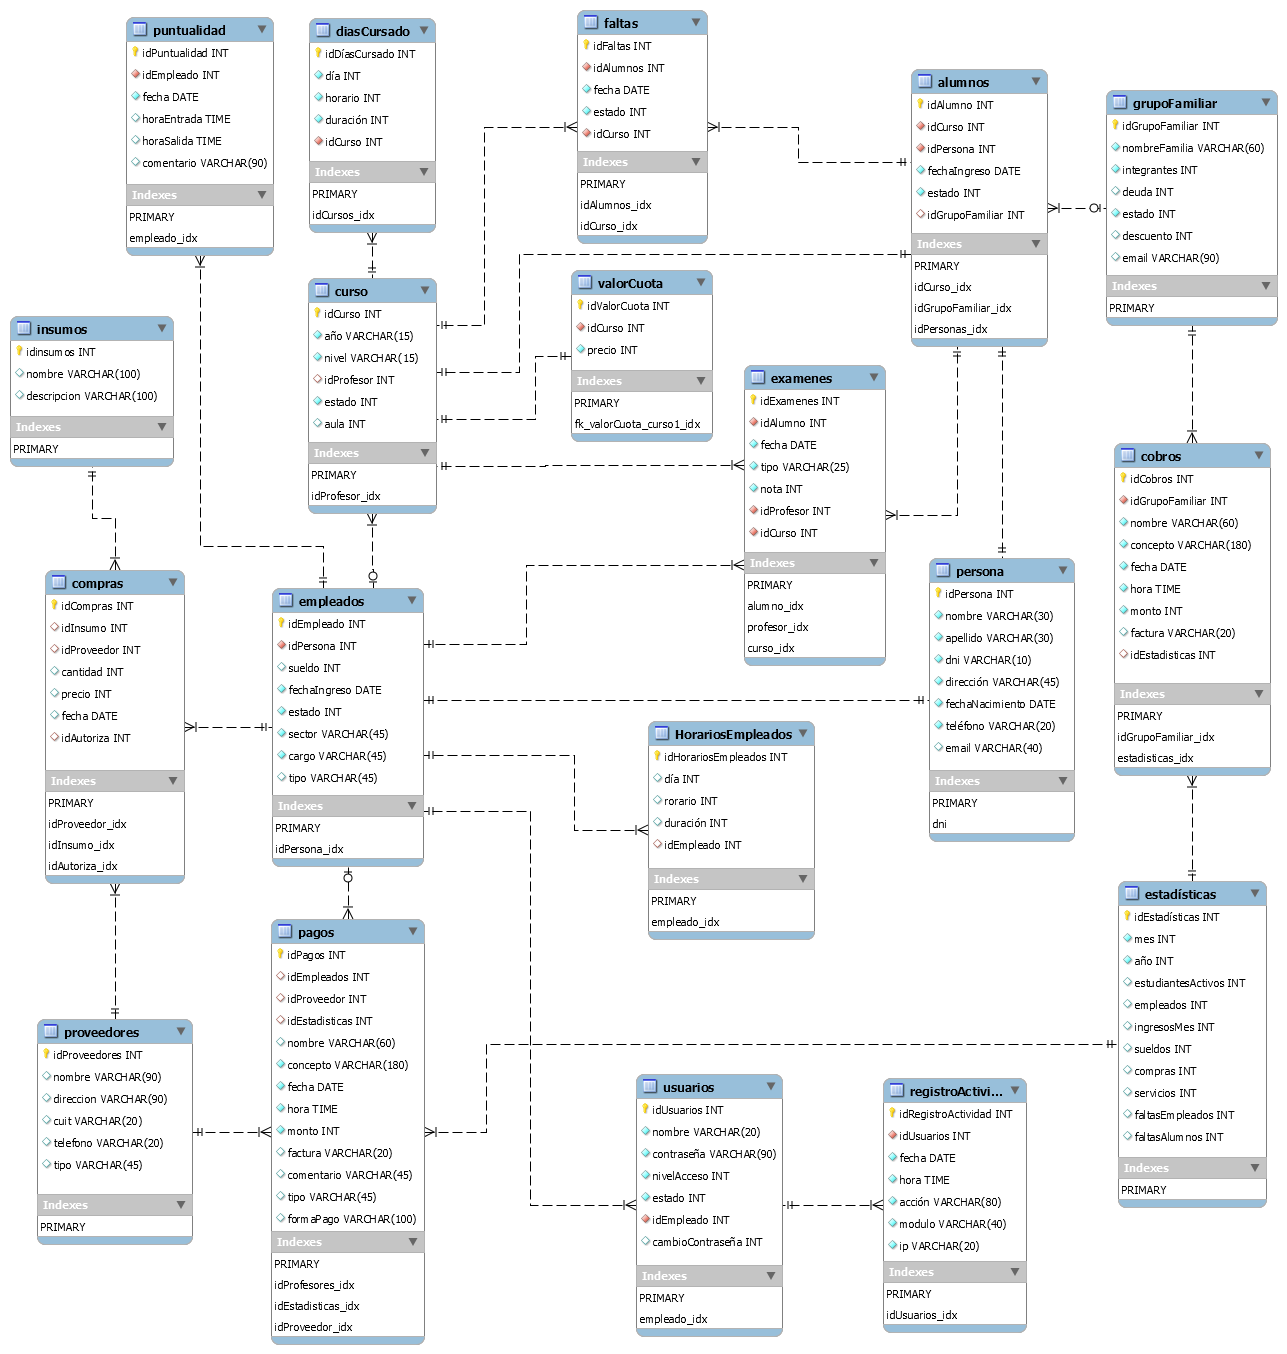 puntualidad
idPuntualidad INT
idEmpleado INT
fecha DATE
horaEntrada TIME
horaSalida TIME
comentario VARCHAR(90)
Indexes
PRIMARY
empleado_idx
diasCursado
idDíasCursado INT
día INT
horario INT
duración INT
idCurso INT
Indexes
PRIMARY
idCursos_idx
faltas
idFaltas INT
idAlumnos INT
fecha DATE
estado INT
idCurso INT
Indexes
PRIMARY
idAlumnos_idx
idCurso_idx
alumnos
idAlumno INT
idCurso INT
idPersona INT
fechaIngreso DATE
estado INT
idGrupoFamiliar INT
Indexes
PRIMARY
idCurso_idx
idGrupoFamiliar_idx
idPersonas_idx
grupoFamiliar
idGrupoFamiliar INT
nombreFamilia VARCHAR(60)
integrantes INT
deuda INT
estado INT
descuento INT
email VARCHAR(90)
Indexes
PRIMARY
insumos
idinsumos INT
nombre VARCHAR(100)
descripcion VARCHAR(100)
Indexes
PRIMARY
curso
idCurso INT
año VARCHAR(15)
nivel VARCHAR(15)
idProfesor INT
estado INT
aula INT
Indexes
PRIMARY
idProfesor_idx
valorCuota
idValorCuota INT
idCurso INT
precio INT
Indexes
PRIMARY
fk_valorCuota_curso1_idx
examenes
idExamenes INT
idAlumno INT
fecha DATE
tipo VARCHAR(25)
nota INT
idProfesor INT
idCurso INT
Indexes
PRIMARY
alumno_idx
profesor_idx
curso_idx
cobros
idCobros INT
idGrupoFamiliar INT
nombre VARCHAR(60)
concepto VARCHAR(180)
fecha DATE
hora TIME
monto INT
factura VARCHAR(20)
idEstadisticas INT
Indexes
PRIMARY
idGrupoFamiliar_idx
estadisticas_idx
compras
idCompras INT
idInsumo INT
idProveedor INT
cantidad INT
precio INT
fecha DATE
idAutoriza INT
Indexes
PRIMARY
idProveedor_idx
idInsumo_idx
idAutoriza_idx
empleados
idEmpleado INT
idPersona INT
sueldo INT
fechaIngreso DATE
estado INT
sector VARCHAR(45)
cargo VARCHAR(45)
tipo VARCHAR(45)
Indexes
PRIMARY
idPersona_idx
persona
idPersona INT
nombre VARCHAR(30)
apellido VARCHAR(30)
dni VARCHAR(10)
dirección VARCHAR(45)
fechaNacimiento DATE
teléfono VARCHAR(20)
email VARCHAR(40)
Indexes
PRIMARY
dni
HorariosEmpleados
idHorariosEmpleados INT
día INT
rorario INT
duración INT
idEmpleado INT
Indexes
PRIMARY
empleado_idx
estadísticas
idEstadísticas INT
mes INT
año INT
estudiantesActivos INT
empleados INT
ingresosMes INT
sueldos INT
compras INT
servicios INT
faltasEmpleados INT
faltasAlumnos INT
Indexes
PRIMARY
proveedores
idProveedores INT
nombre VARCHAR(90)
direccion VARCHAR(90)
cuit VARCHAR(20)
telefono VARCHAR(20)
tipo VARCHAR(45)
Indexes
PRIMARY
pagos
idPagos INT
idEmpleados INT
idProveedor INT
idEstadisticas INT
nombre VARCHAR(60)
concepto VARCHAR(180)
fecha DATE
hora TIME
monto INT
factura VARCHAR(20)
comentario VARCHAR(45)
tipo VARCHAR(45)
formaPago VARCHAR(100)
Indexes
PRIMARY
idProfesores_idx
idEstadisticas_idx
idProveedor_idx
usuarios
idUsuarios INT
nombre VARCHAR(20)
contraseña VARCHAR(90)
nivelAcceso INT
estado INT
idEmpleado INT
cambioContraseña INT
Indexes
PRIMARY
empleado_idx
registroActivi...
idRegistroActividad INT
idUsuarios INT
fecha DATE
hora TIME
acción VARCHAR(80)
modulo VARCHAR(40)
ip VARCHAR(20)
Indexes
PRIMARY
idUsuarios_idx